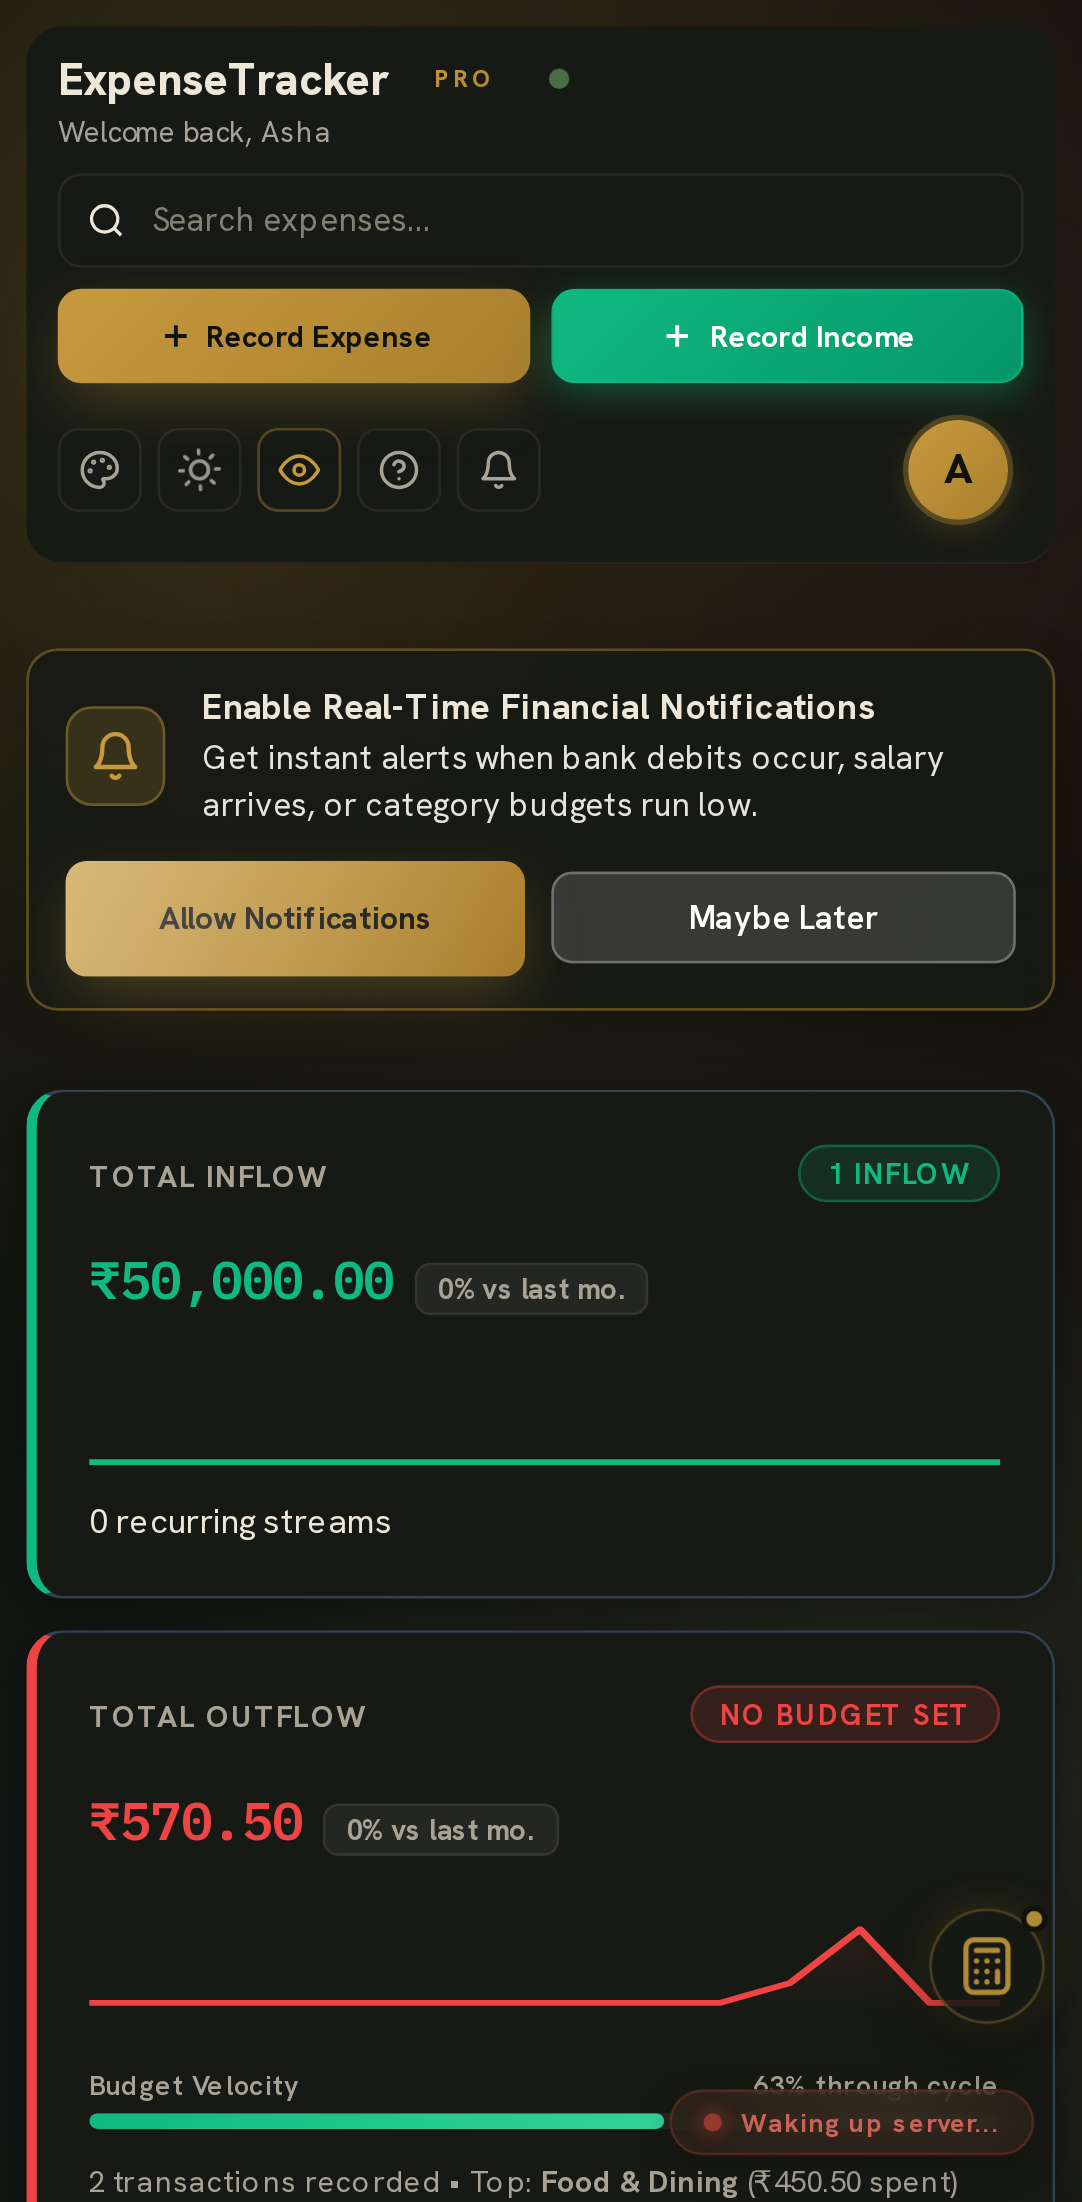 ExpenseTracker PRO
Welcome back, Asha
Search expenses...
+ Record Expense
+ Record Income
A
Enable Real-Time Financial Notifications
Get instant alerts when bank debits occur, salary
arrives, or category budgets run low.
Allow Notifications
Maybe Later
TOTAL INFLOW
1 INFLOW
₹50,000.00
0% vs last mo.
0 recurring streams
TOTAL OUTFLOW
NO BUDGET SET
₹570.50
0% vs last mo.
Budget Velocity
63% through cycle
Waking up server...
2 transactions recorded ▪ Top: Food & Dining (₹450.50 spent)